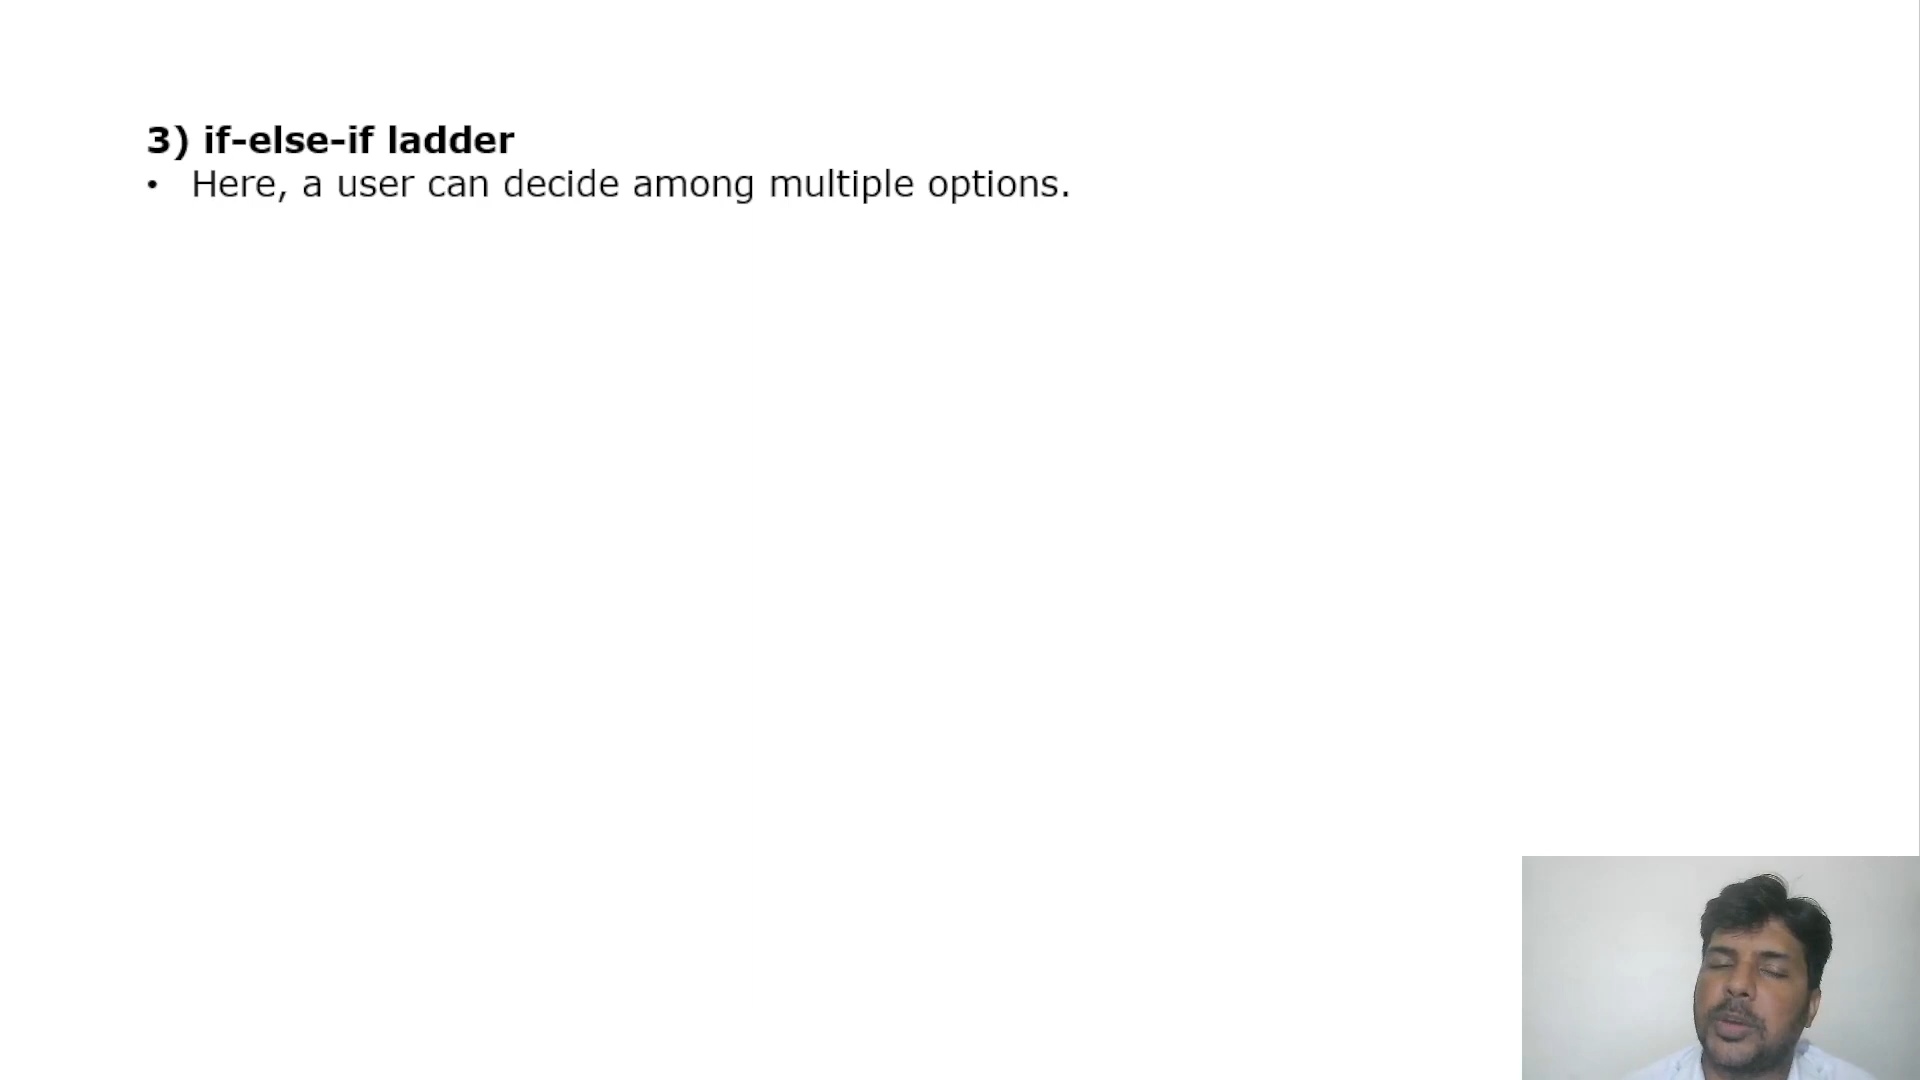 3) if-else-if ladder
• Here, a user can decide among multiple options.